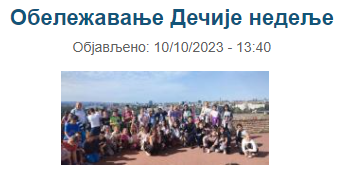 Обележавање Дечије недеље
Објављено: 10/10/2023 - 13:40